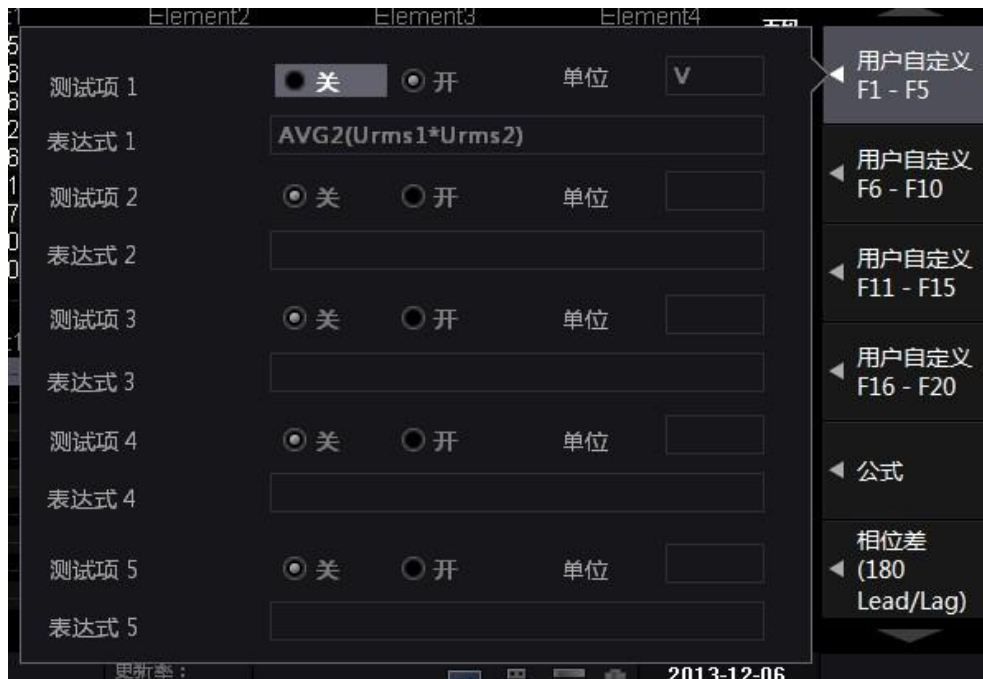 Element2 Element3 Element4
测试项 1 关 开 单位 V
表达式 1 AVG2(Urms1*Urms2)
测试项 2 关 开 单位
表达式 2
测试项 3 关 开 单位
表达式 3
测试项 4 关 开 单位
表达式 4
测试项 5 关 开 单位
表达式 5
用户自定义
F1 - F5
用户自定义
F6 - F10
用户自定义
F11 - F15
用户自定义
F16 - F20
公式
相位差
(180
Lead/Lag)
更新率：
2013-12-06